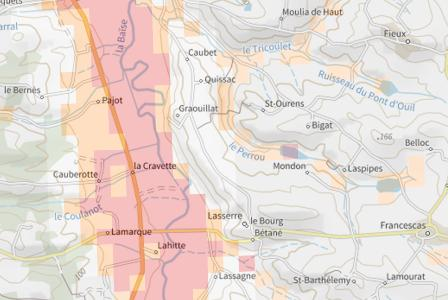 Moulia de Haut
la Baïse
Fieux
Caubet
le Tricoulet
Quissac
Ruisseau du Pont d'Ouil
le Bernes
Pajot
St-Ourens
Graouillat
Bigat
166
Belloc
le Perrou
la Cravette
Mondon
Laspipes
Cauberotte
le Coulanot
Lasserre
le Bourg
Francescas
Lamarque
Bétane
Lahitte
100
Lassagne
St-Barthélemy
Lamourat